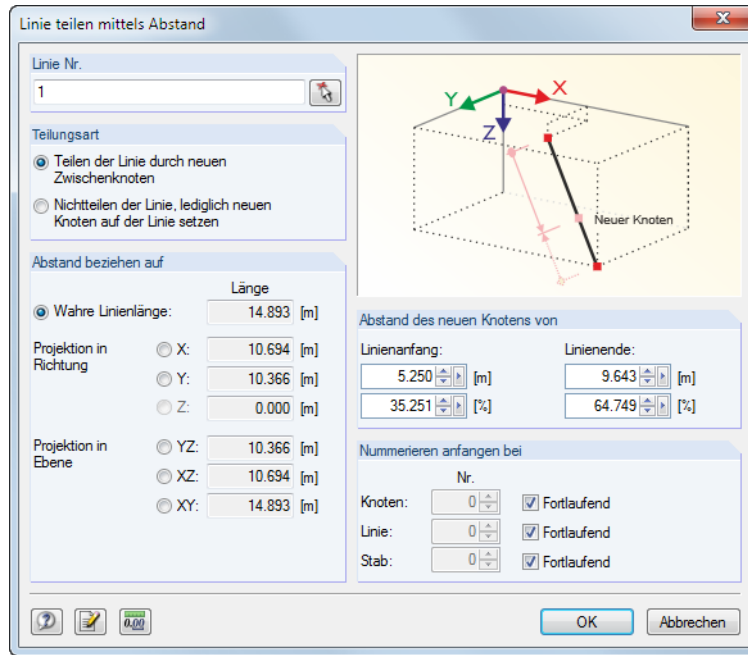 Linie teilen mittels Abstand
Linie Nr.
1
Teilungsart
Teilen der Linie durch neuen
Zwischenknoten
Nichtteilen der Linie, lediglich neuen
Knoten auf der Linie setzen
Abstand beziehen auf
Länge
Wahre Linienlänge: 14.893 [m]
Projektion in
Richtung
X: 10.694 [m]
Y: 10.366 [m]
Z: 0.000 [m]
Projektion in
Ebene
YZ: 10.366 [m]
XZ: 10.694 [m]
XY: 14.893 [m]
X
Y
Z
Neuer Knoten
Abstand des neuen Knotens von
Linienanfang: Linienende:
5.250 [m] 9.643 [m]
35.251 [%] 64.749 [%]
Nummerieren anfangen bei
Nr.
Knoten: 0 Fortlaufend
Linie: 0 Fortlaufend
Stab: 0 Fortlaufend
0.00
OK Abbrechen